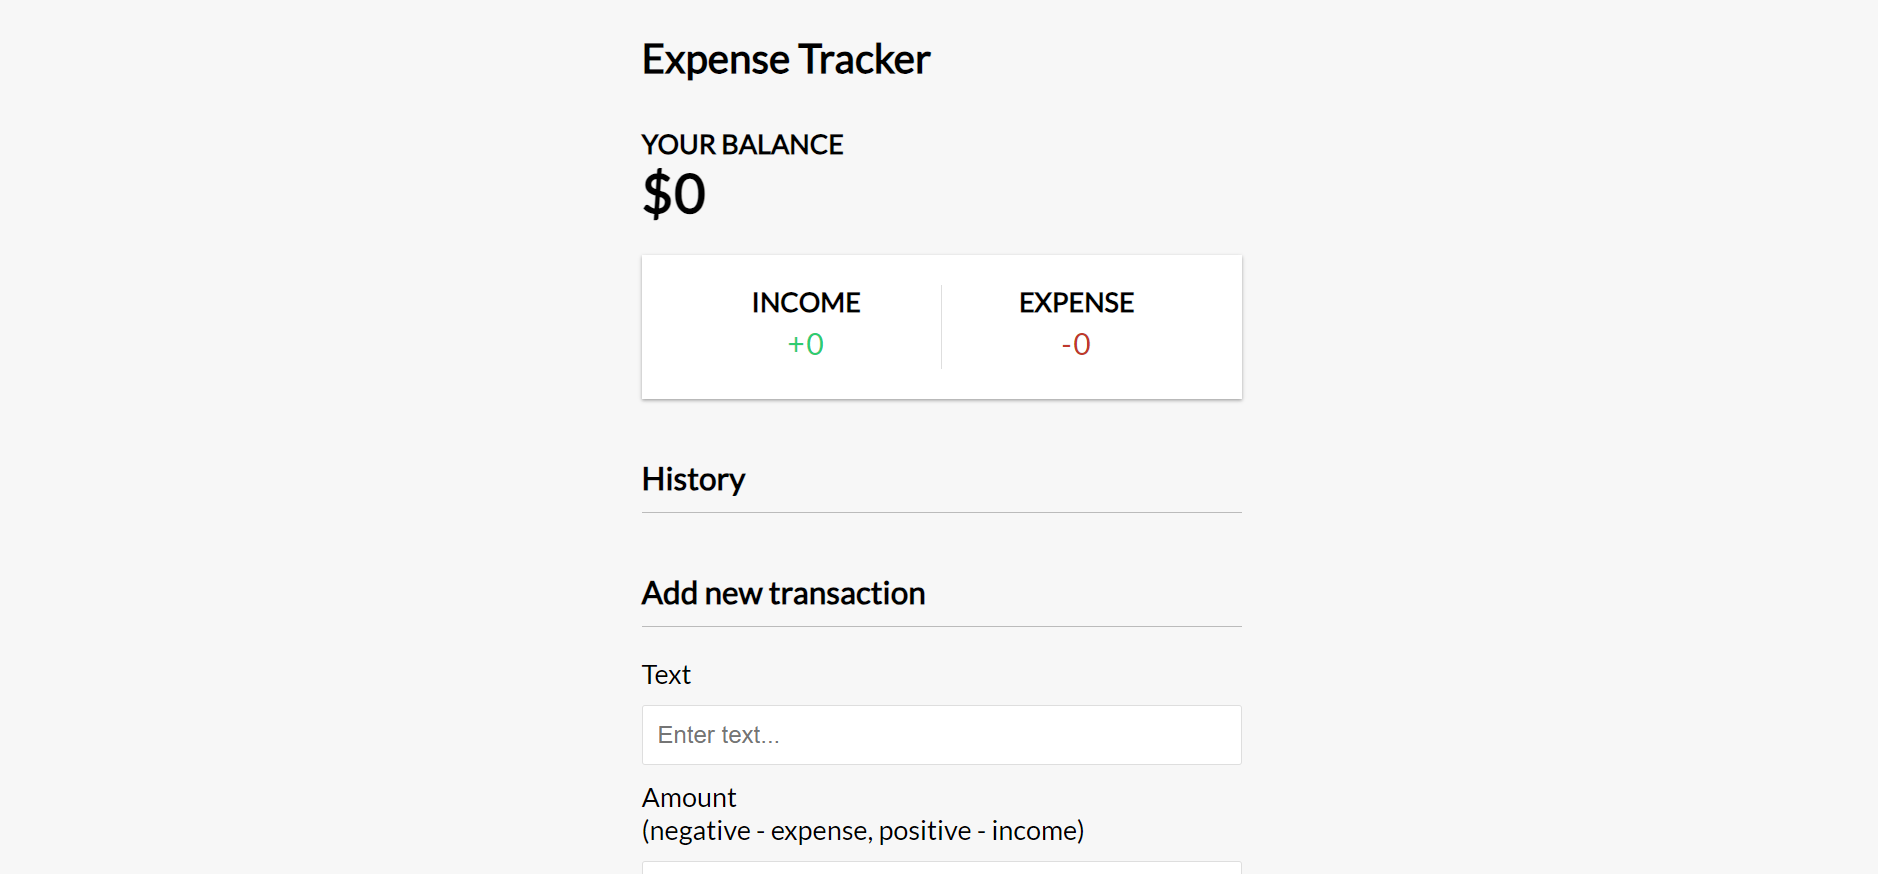 Expense Tracker
YOUR BALANCE
$0
INCOME
EXPENSE
+0
-0
History
Add new transaction
Text
Enter text...
Amount
(negative - expense, positive - income)